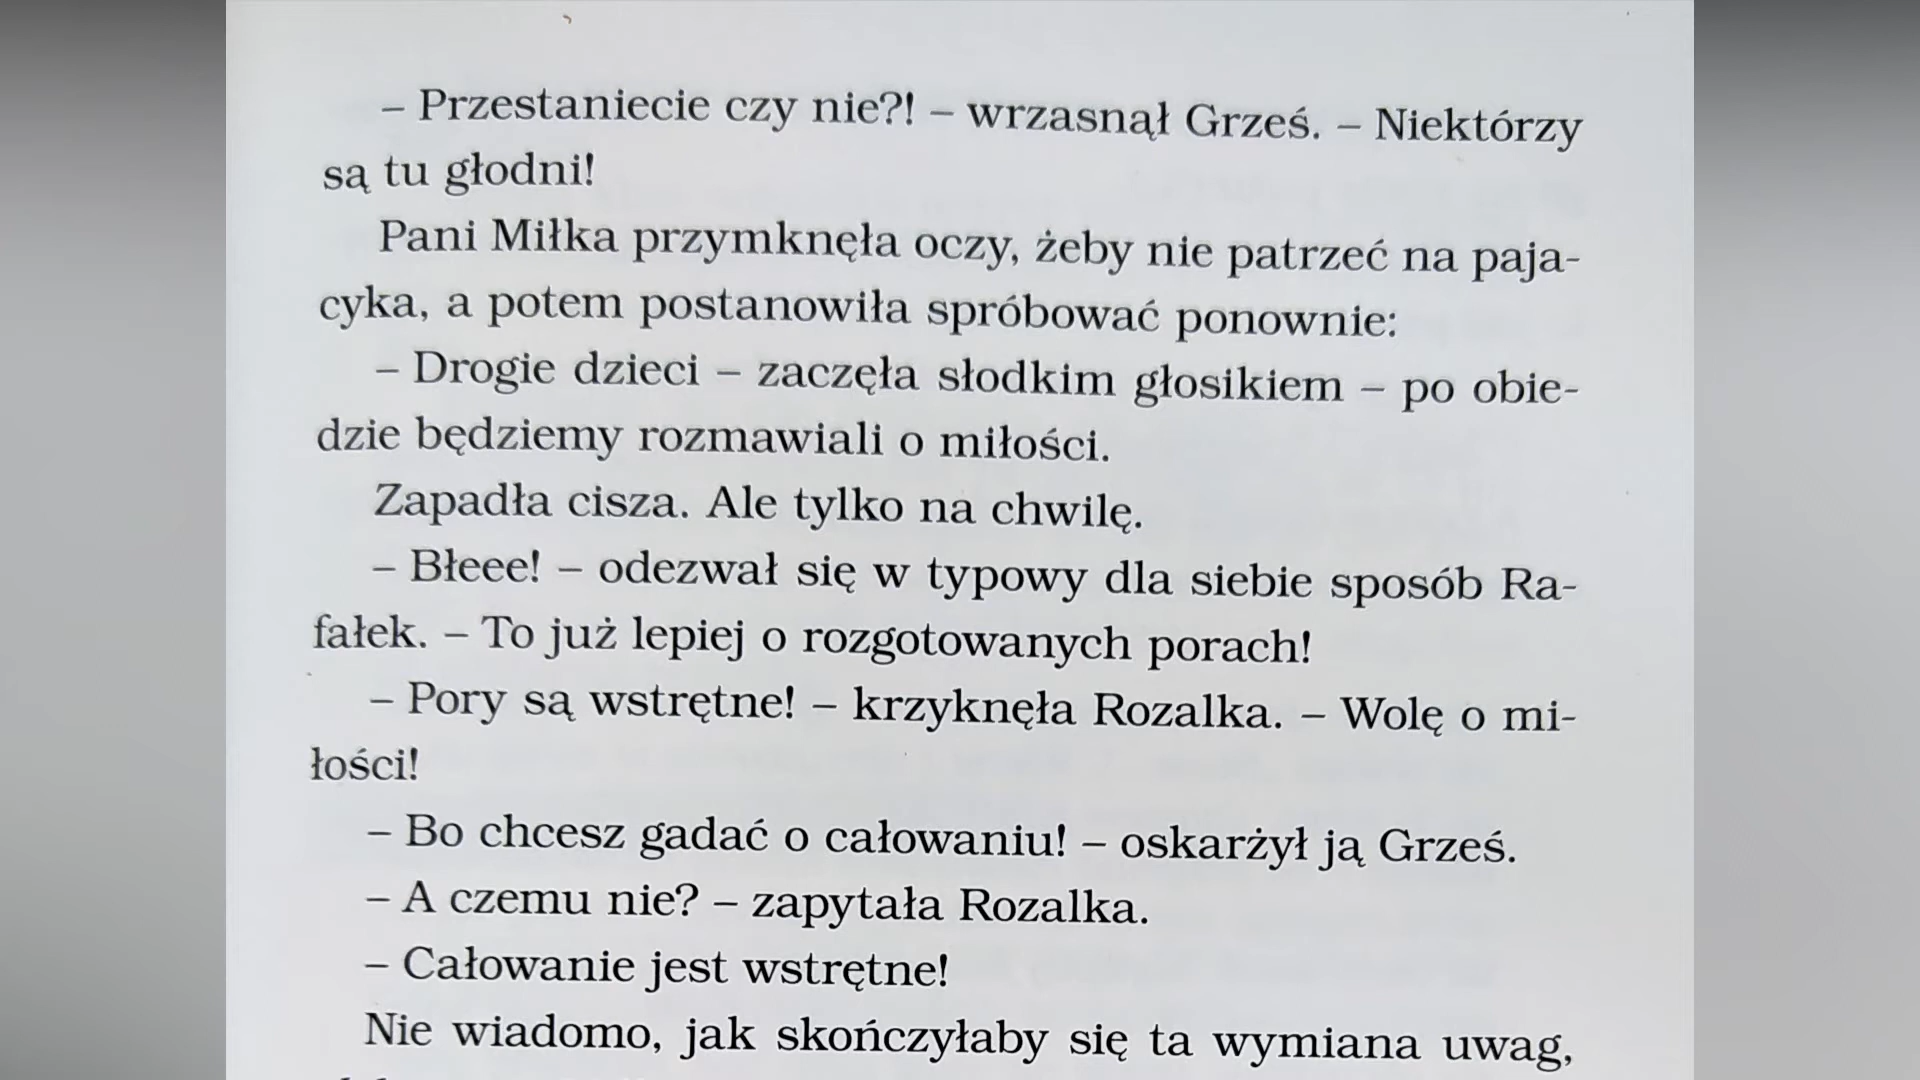 – Przestaniecie czy nie?! – wrzasnął Grześ. – Niektórzy
są tu głodni!
Pani Miłka przymknęła oczy, żeby nie patrzeć na paja-
cyka, a potem postanowiła spróbować ponownie:
– Drogie dzieci – zaczęła słodkim głosikiem – po obie-
dzie będziemy rozmawiali o miłości.
Zapadła cisza. Ale tylko na chwilę.
– Błeee! – odezwał się w typowy dla siebie sposób Ra-
fałek. – To już lepiej o rozgotowanych porach!
– Pory są wstrętne! – krzyknęła Rozalka. – Wolę o mi-
łości!
– Bo chcesz gadać o całowaniu! – oskarżył ją Grześ.
– A czemu nie? – zapytała Rozalka.
– Całowanie jest wstrętne!
Nie wiadomo, jak skończyłaby się ta wymiana uwag,